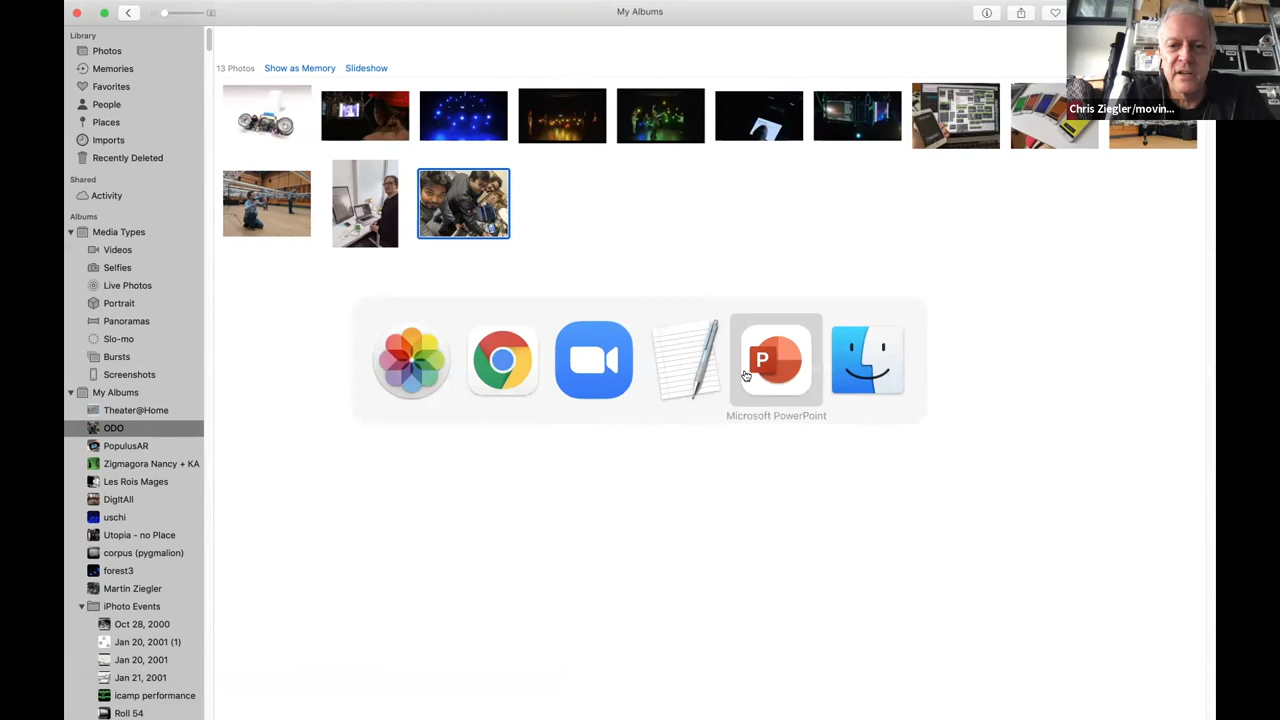 My Albums
Library
Photos
Memories
Favorites
People
Places
Imports
Recently Deleted
Shared
Activity
Albums
Media Types
Videos
Selfies
Live Photos
Portrait
Panoramas
Slo-mo
Bursts
Screenshots
My Albums
Theater@Home
ODO
PopulusAR
Zigmagora Nancy + KA
Les Rois Mages
DigItAll
uschi
Utopia - no Place
corpus (pygmalion)
forest3
Martin Ziegler
iPhoto Events
Oct 28, 2000
Jan 20, 2001 (1)
Jan 20, 2001
Jan 21, 2001
icamp performance
Roll 54
13 Photos Show as Memory Slideshow
Chris Ziegler/movin...
P
Microsoft PowerPoint